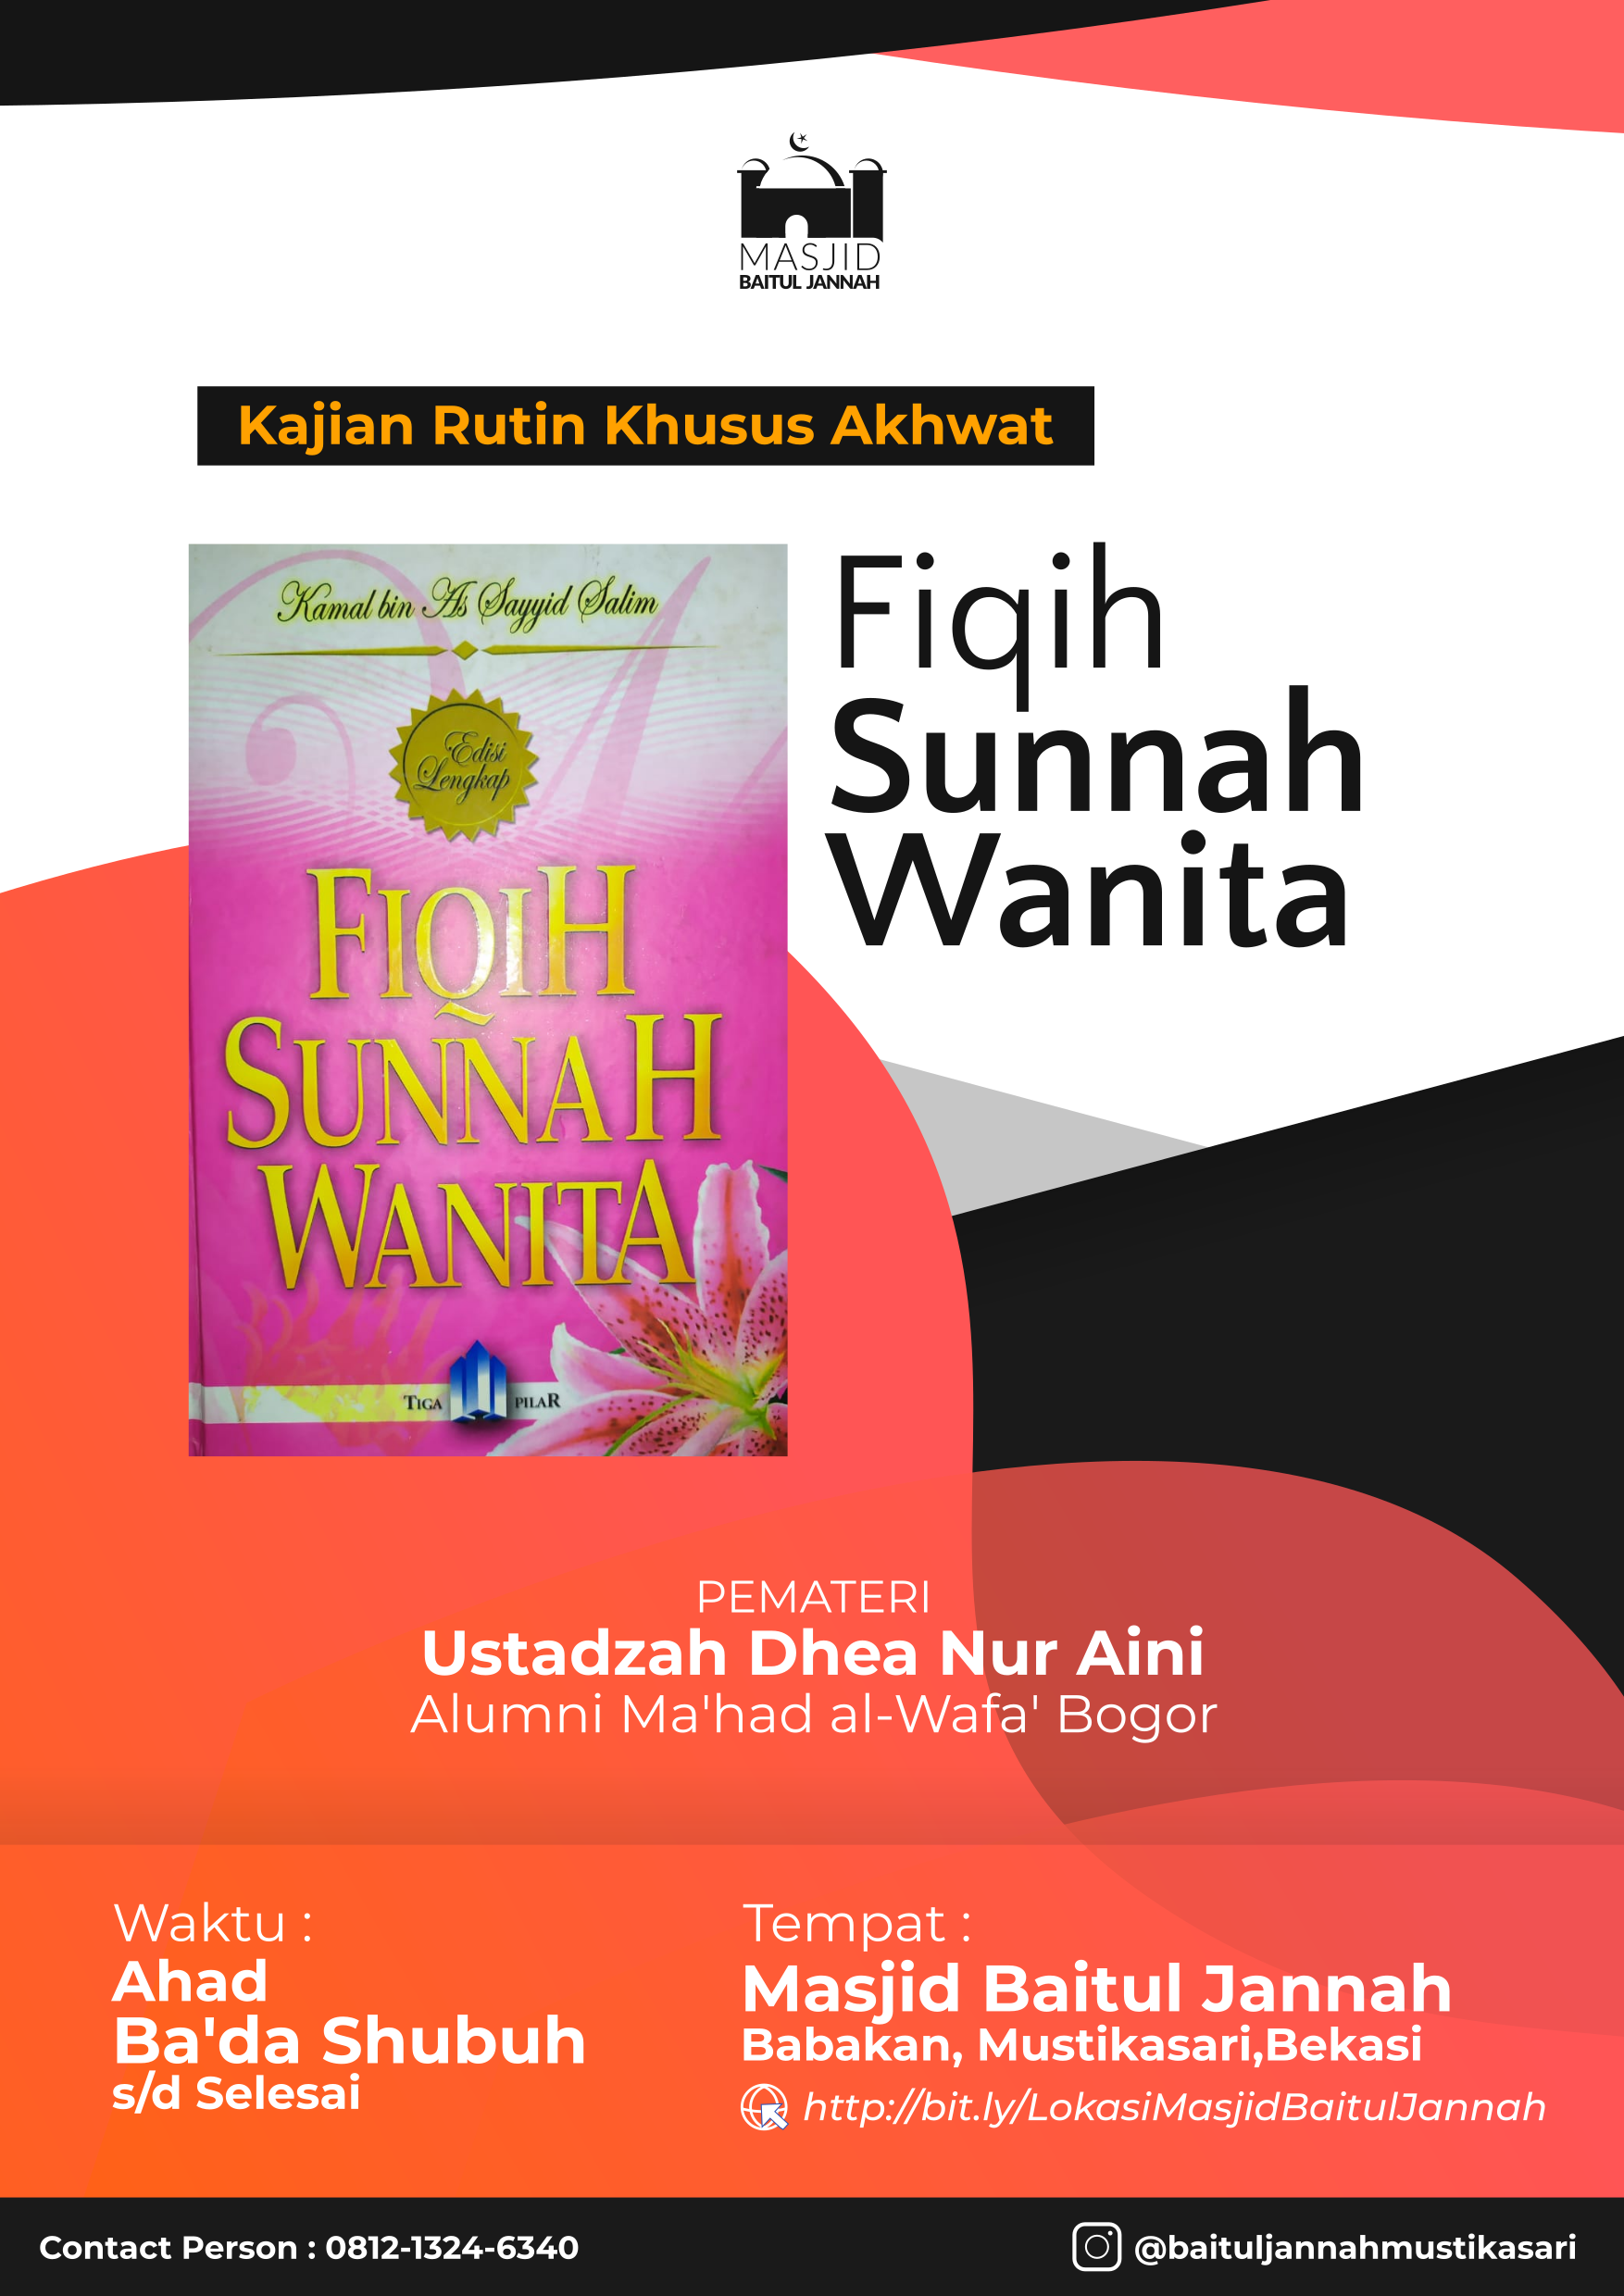 MASJID
BAITUL JANNAH
Kajian Rutin Khusus Akhwat
Kamal bin As Sayyid Salim
Edisi
Lengkap
FIQIH
SUNNAH
WANITA
TIGA PILAR
Fiqih
Sunnah
Wanita
PEMATERI
Ustadzah Dhea Nur Aini
Alumni Ma'had al-Wafa' Bogor
Waktu :
Ahad
Ba'da Shubuh
s/d Selesai
Tempat :
Masjid Baitul Jannah
Babakan, Mustikasari,Bekasi
http://bit.ly/LokasiMasjidBaitulJannah
Contact Person : 0812-1324-6340
@baituljannahmustikasari